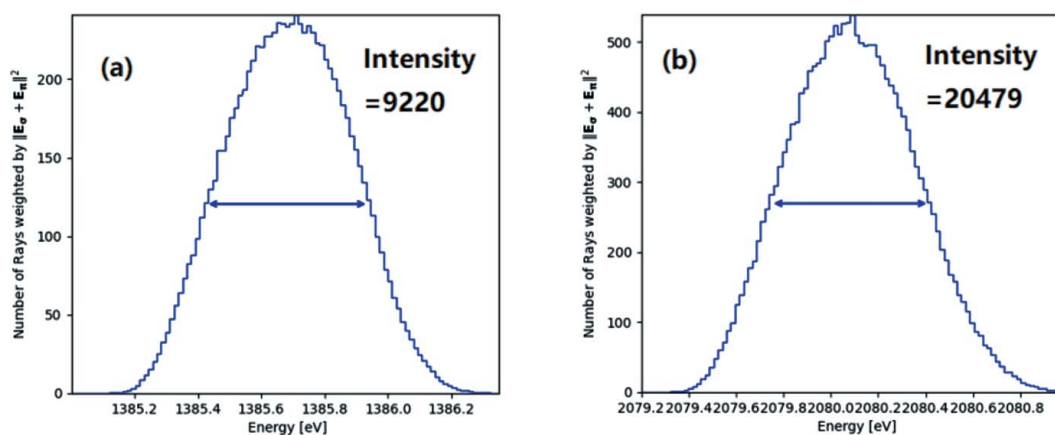 (a)
Intensity
=9220
Number of Rays weighted by ‖𝐄σ + 𝐄π‖²
200
150
100
50
0
1385.2 1385.4 1385.6 1385.8 1386.0 1386.2
Energy [eV]
(b)
Intensity
=20479
Number of Rays weighted by ‖𝐄σ + 𝐄π‖²
500
400
300
200
100
0
2079.2 2079.4 2079.6 2079.8 2080.0 2080.2 2080.4 2080.6 2080.8
Energy [eV]